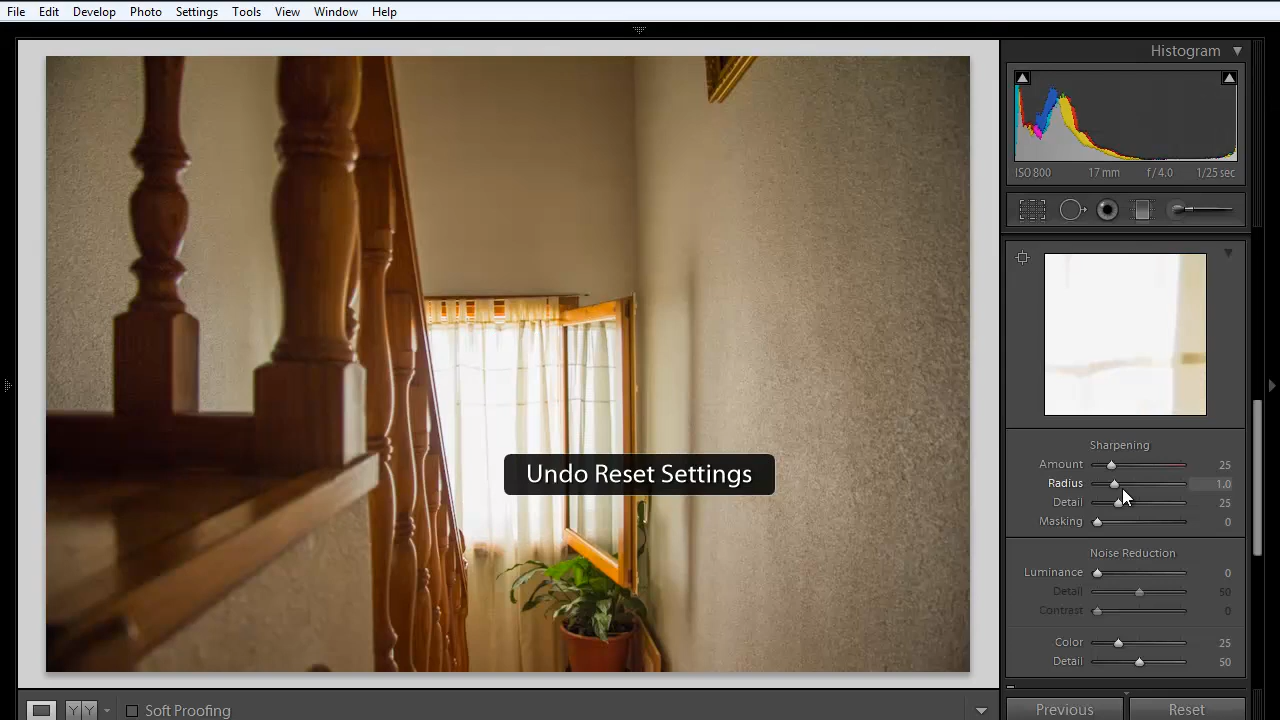 File Edit Develop Photo Settings Tools View Window Help
Histogram
ISO 800 17 mm f / 4.0 1/25 sec
Undo Reset Settings
Sharpening
Amount 25
Radius 1.0
Detail 25
Masking 0
Noise Reduction
Luminance 0
Detail 50
Contrast 0
Color 25
Detail 50
Y Y Soft Proofing
Previous Reset